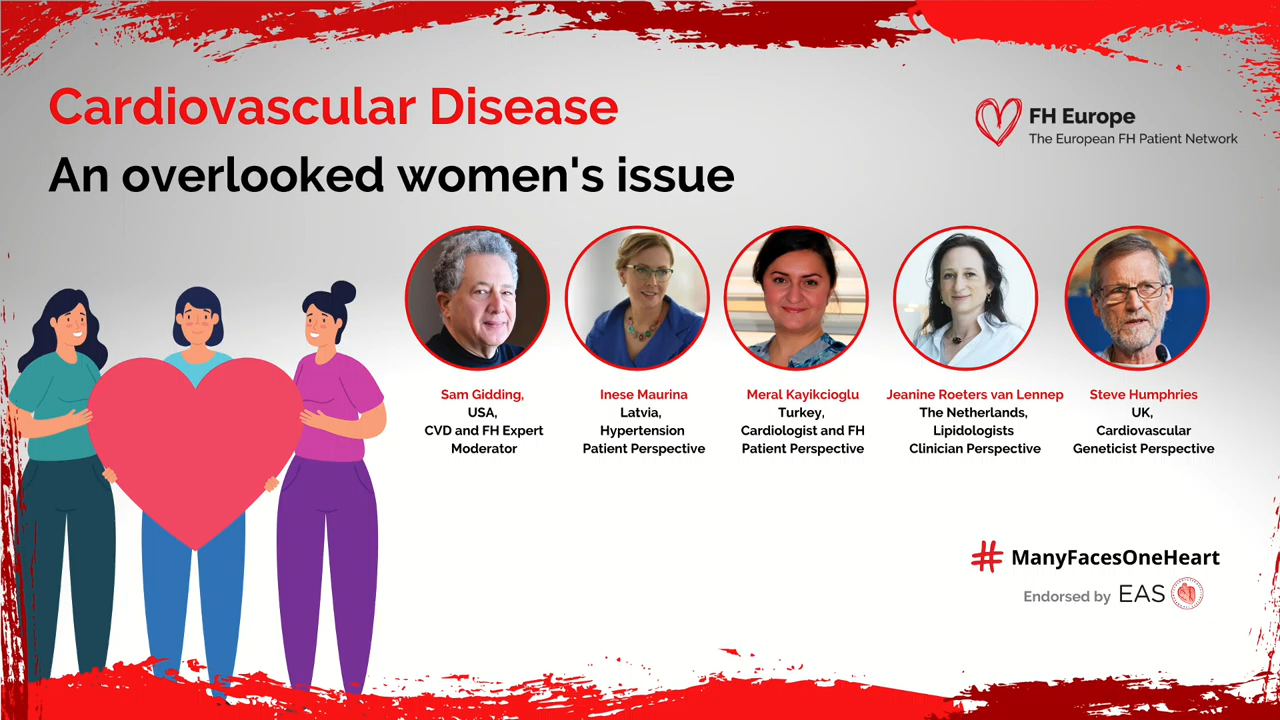 Cardiovascular Disease
An overlooked women's issue
FH Europe
The European FH Patient Network
Sam Gidding,
USA,
CVD and FH Expert
Moderator
Inese Maurina
Latvia,
Hypertension
Patient Perspective
Meral Kayikcioglu
Turkey,
Cardiologist and FH
Patient Perspective
Jeanine Roeters van Lennep
The Netherlands,
Lipidologists
Clinician Perspective
Steve Humphries
UK,
Cardiovascular
Geneticist Perspective
# ManyFacesOneHeart
Endorsed by EAS